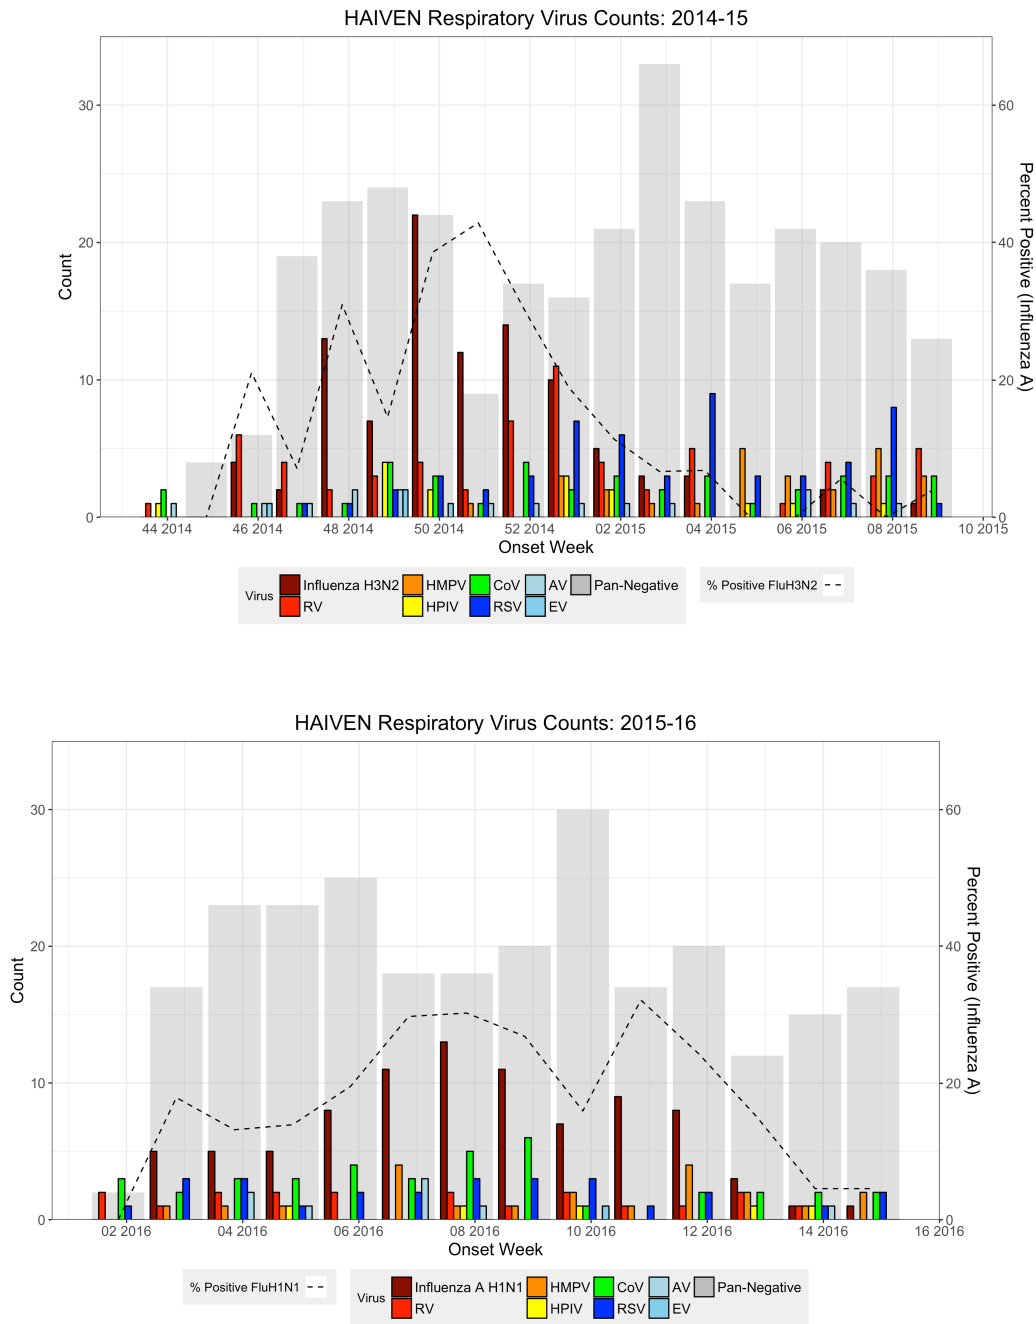 HAIVEN Respiratory Virus Counts: 2014-15
30
20
10
0
60
40
20
0
Count
Percent Positive (Influenza A)
44 2014 46 2014 48 2014 50 2014 52 2014 02 2015 04 2015 06 2015 08 2015 10 2015
Onset Week
Virus Influenza H3N2 HMPV CoV AV Pan-Negative
RV HPIV RSV EV
% Positive FluH3N2
HAIVEN Respiratory Virus Counts: 2015-16
30
20
10
0
60
40
20
0
Count
Percent Positive (Influenza A)
02 2016 04 2016 06 2016 08 2016 10 2016 12 2016 14 2016 16 2016
Onset Week
% Positive FluH1N1
Virus Influenza A H1N1 HMPV CoV AV Pan-Negative
RV HPIV RSV EV